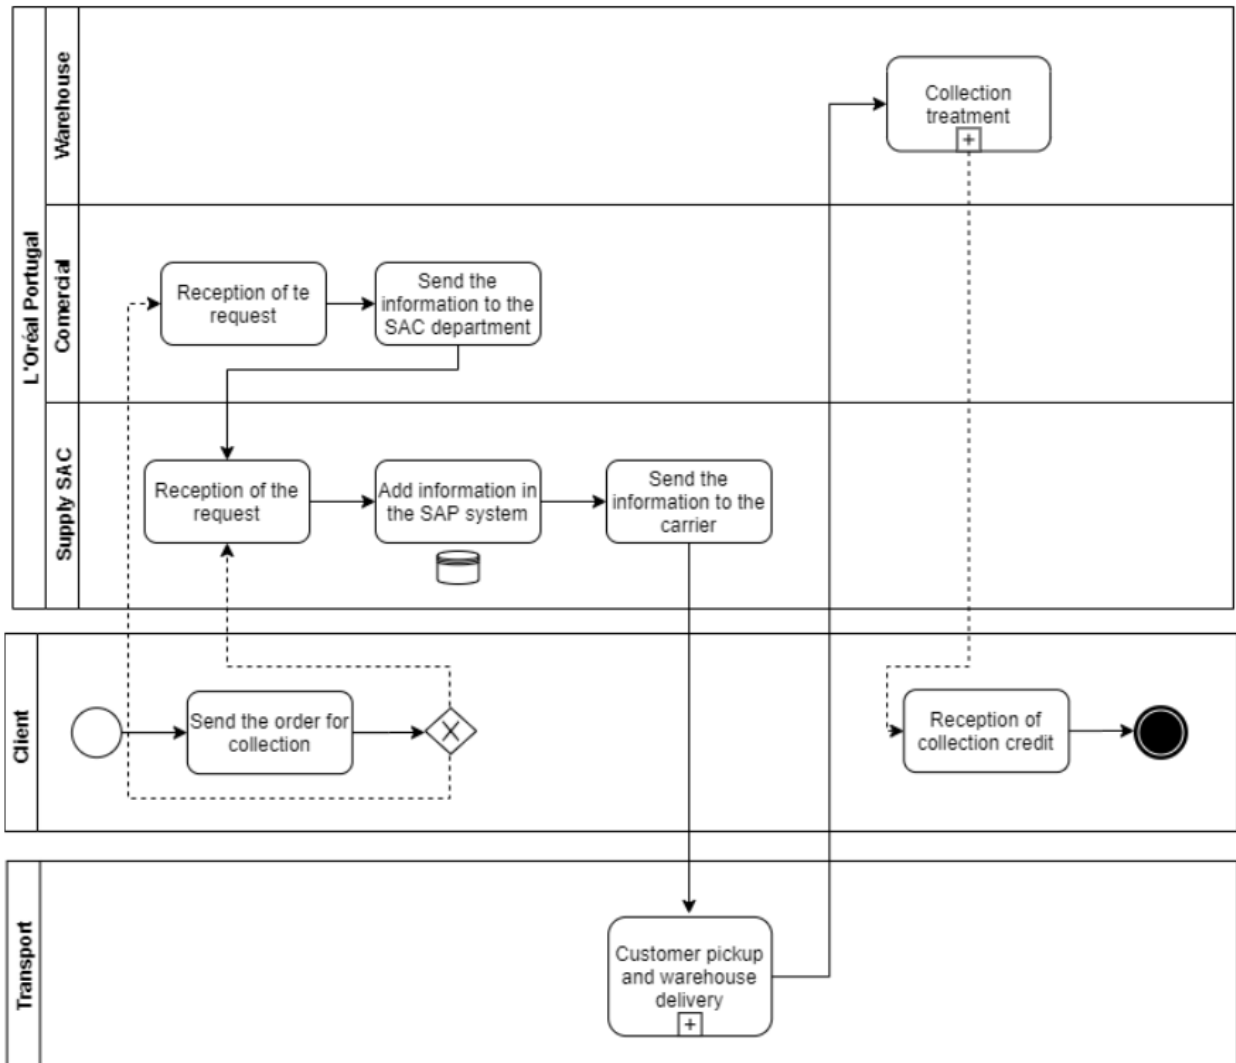 L'Oréal Portugal
Warehouse
Collection
treatment
Comercial
Reception of te
request
Send the
information to the
SAC department
Supply SAC
Reception of the
request
Add information in
the SAP system
Send the
information to the
carrier
Client
Send the order for
collection
Reception of
collection credit
Transport
Customer pickup
and warehouse
delivery